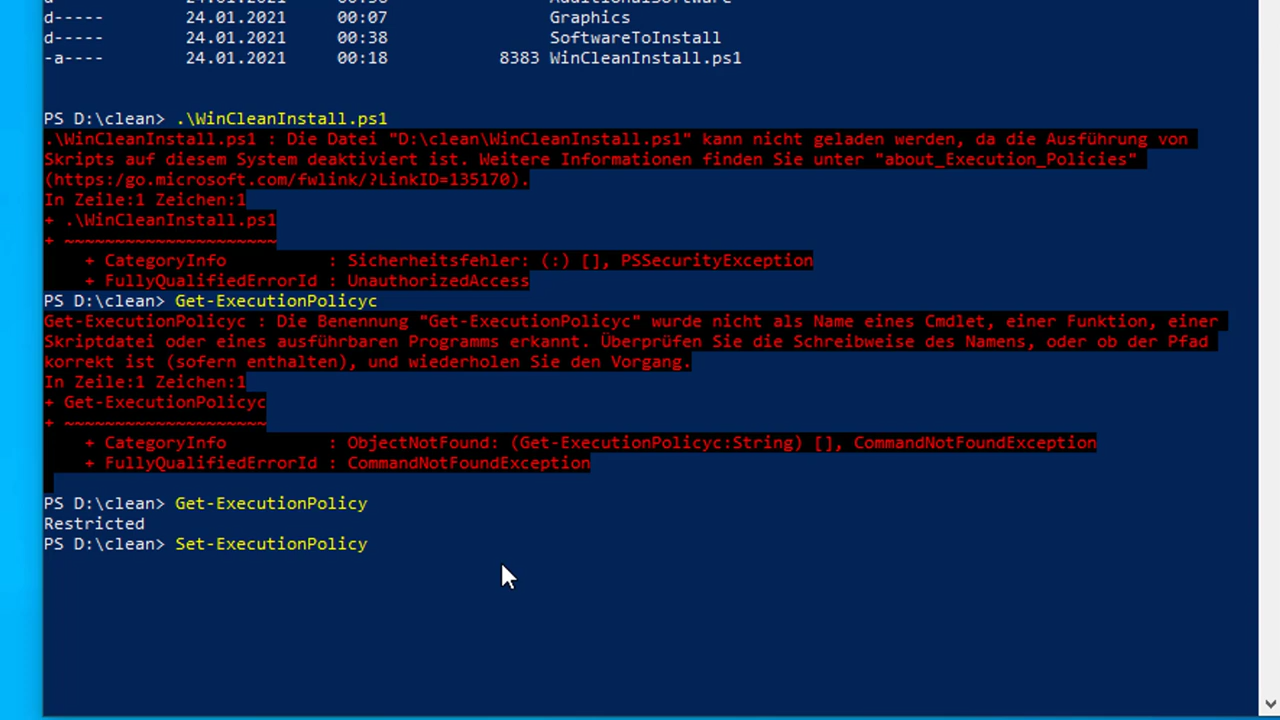 d----- 24.01.2021 00:07 Graphics
d----- 24.01.2021 00:38 SoftwareToInstall
-a---- 24.01.2021 00:18 8383 WinCleanInstall.ps1
PS D:\clean> .\WinCleanInstall.ps1
.\WinCleanInstall.ps1 : Die Datei "D:\clean\WinCleanInstall.ps1" kann nicht geladen werden, da die Ausführung von
Skripts auf diesem System deaktiviert ist. Weitere Informationen finden Sie unter "about_Execution_Policies"
(https:/go.microsoft.com/fwlink/?LinkID=135170).
In Zeile:1 Zeichen:1
+ .\WinCleanInstall.ps1
+ ~~~~~~~~~~~~~~~~~~~~~
+ CategoryInfo : Sicherheitsfehler: (:) [], PSSecurityException
+ FullyQualifiedErrorId : UnauthorizedAccess
PS D:\clean> Get-ExecutionPolicyc
Get-ExecutionPolicyc : Die Benennung "Get-ExecutionPolicyc" wurde nicht als Name eines Cmdlet, einer Funktion, einer
Skriptdatei oder eines ausführbaren Programms erkannt. Überprüfen Sie die Schreibweise des Namens, oder ob der Pfad
korrekt ist (sofern enthalten), und wiederholen Sie den Vorgang.
In Zeile:1 Zeichen:1
+ Get-ExecutionPolicyc
+ ~~~~~~~~~~~~~~~~~~~~
+ CategoryInfo : ObjectNotFound: (Get-ExecutionPolicyc:String) [], CommandNotFoundException
+ FullyQualifiedErrorId : CommandNotFoundException
PS D:\clean> Get-ExecutionPolicy
Restricted
PS D:\clean> Set-ExecutionPolicy